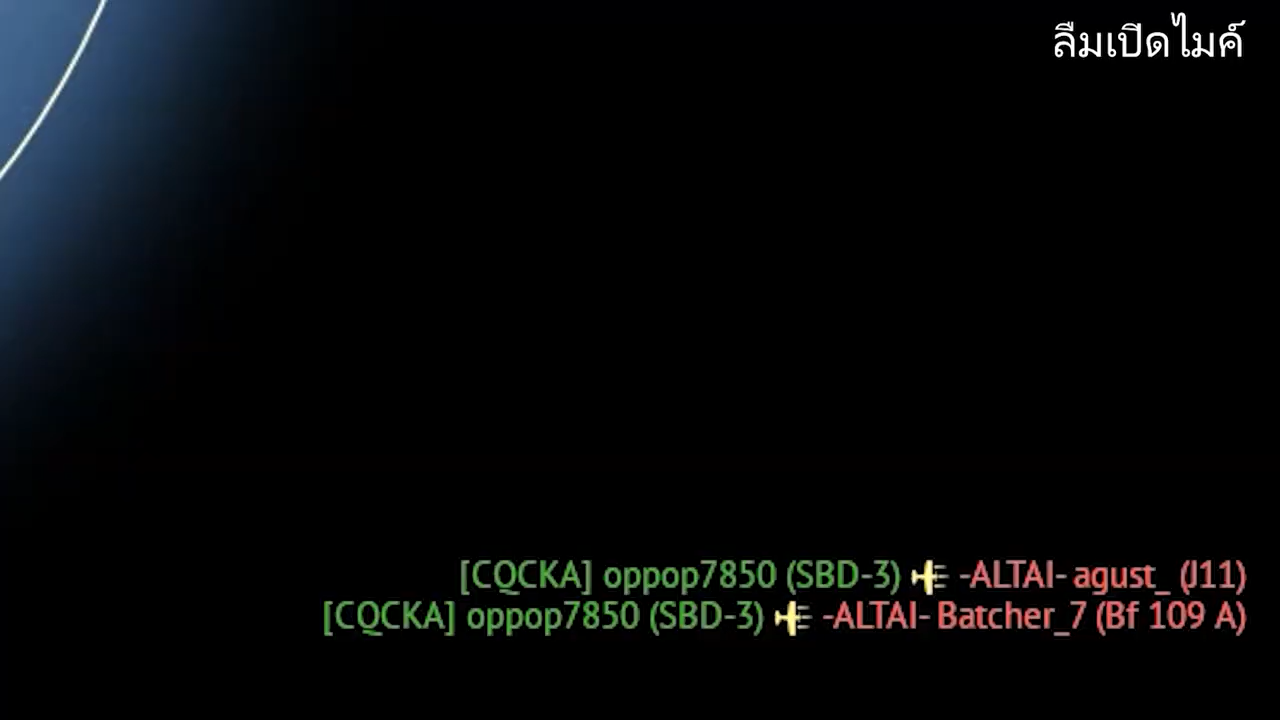 ลืมเปิดไมค์
[CQCKA] oppop7850 (SBD-3) -ALTAI- agust_ (J11)
[CQCKA] oppop7850 (SBD-3) -ALTAI- Batcher_7 (Bf 109 A)